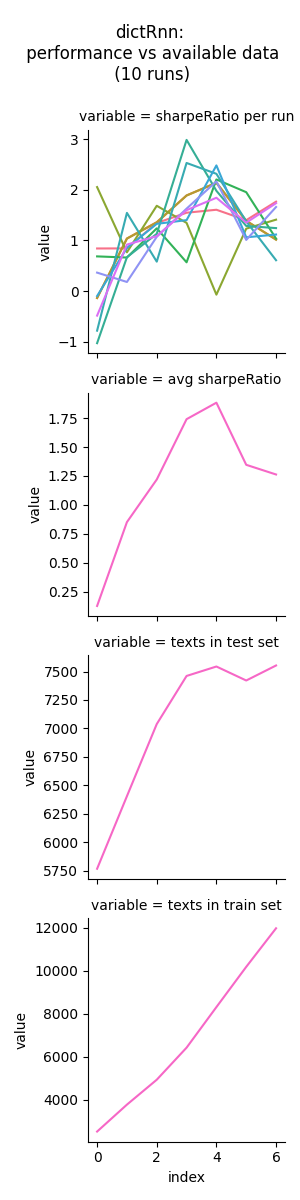 dictRnn:
performance vs available data
(10 runs)
variable = sharpeRatio per run
3
2
1
0
−1
value
variable = avg sharpeRatio
1.75
1.50
1.25
1.00
0.75
0.50
0.25
value
variable = texts in test set
7500
7250
7000
6750
6500
6250
6000
5750
value
variable = texts in train set
12000
10000
8000
6000
4000
value
0 2 4 6
index